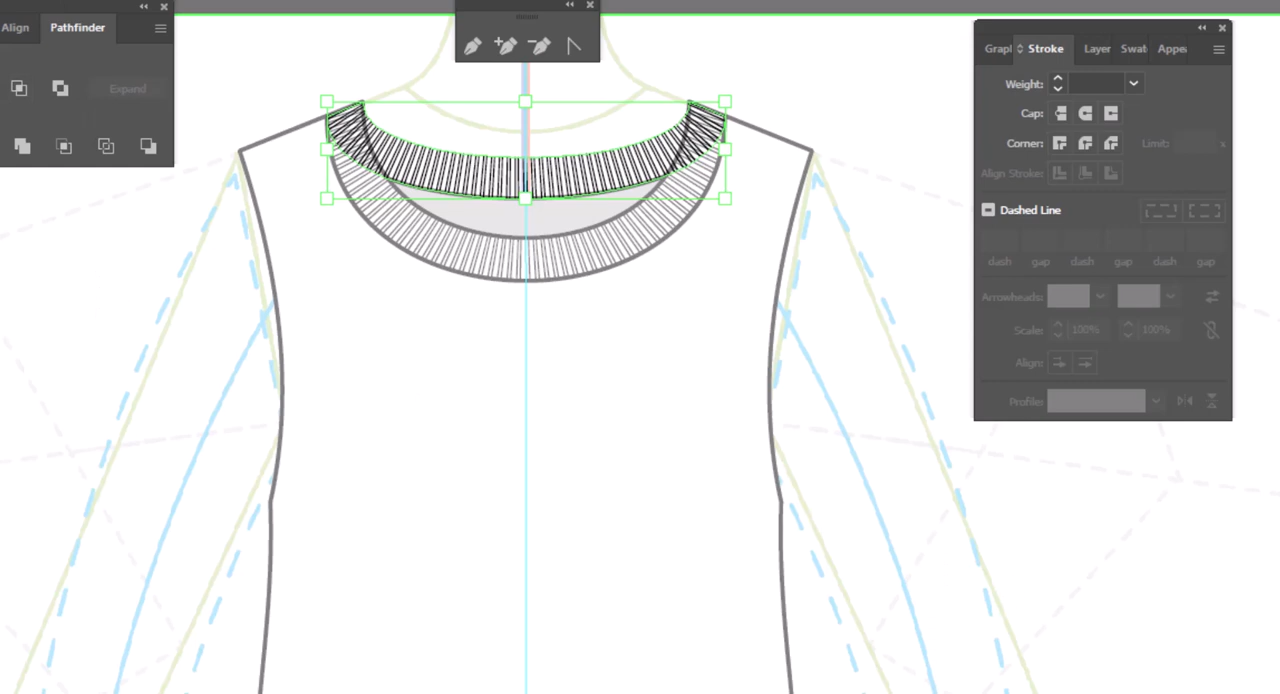 Align Pathfinder
Expand
Grapl Stroke Layer Swat Appea
Weight:
Cap:
Corner: Limit: x
Align Stroke:
Dashed Line
dash gap dash gap dash gap
Arrowheads:
Scale: 100% 100%
Align:
Profile: